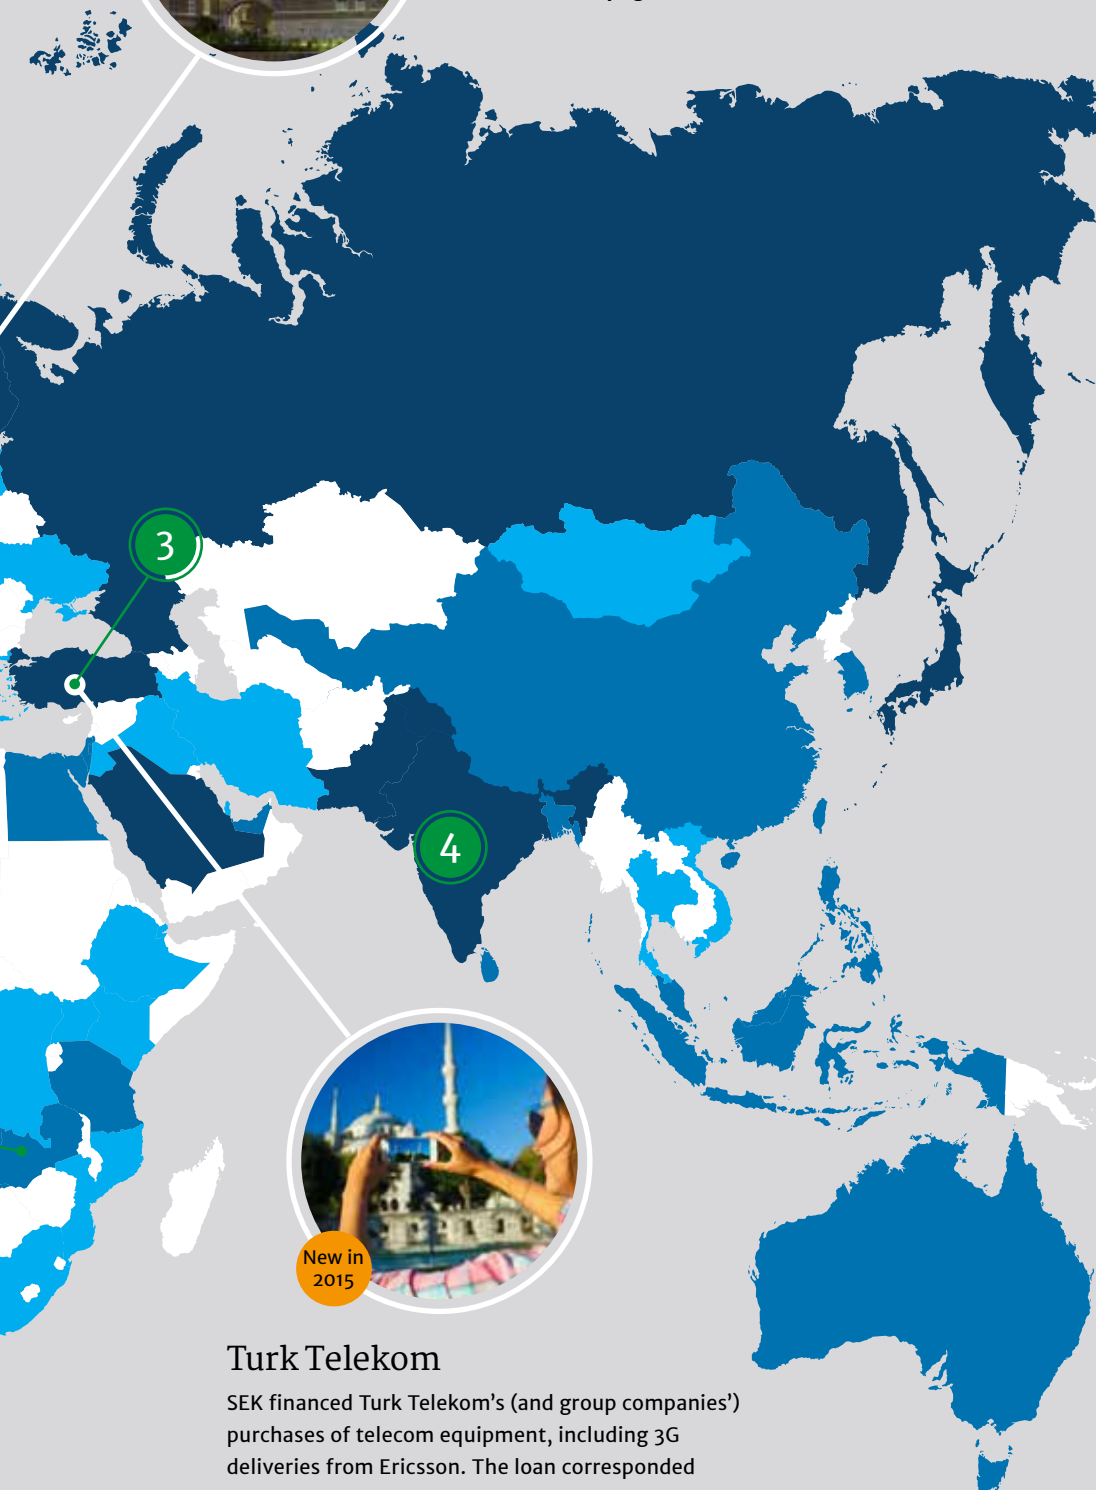 3
4
New in
2015
Turk Telekom
SEK financed Turk Telekom’s (and group companies’)
purchases of telecom equipment, including 3G
deliveries from Ericsson. The loan corresponded